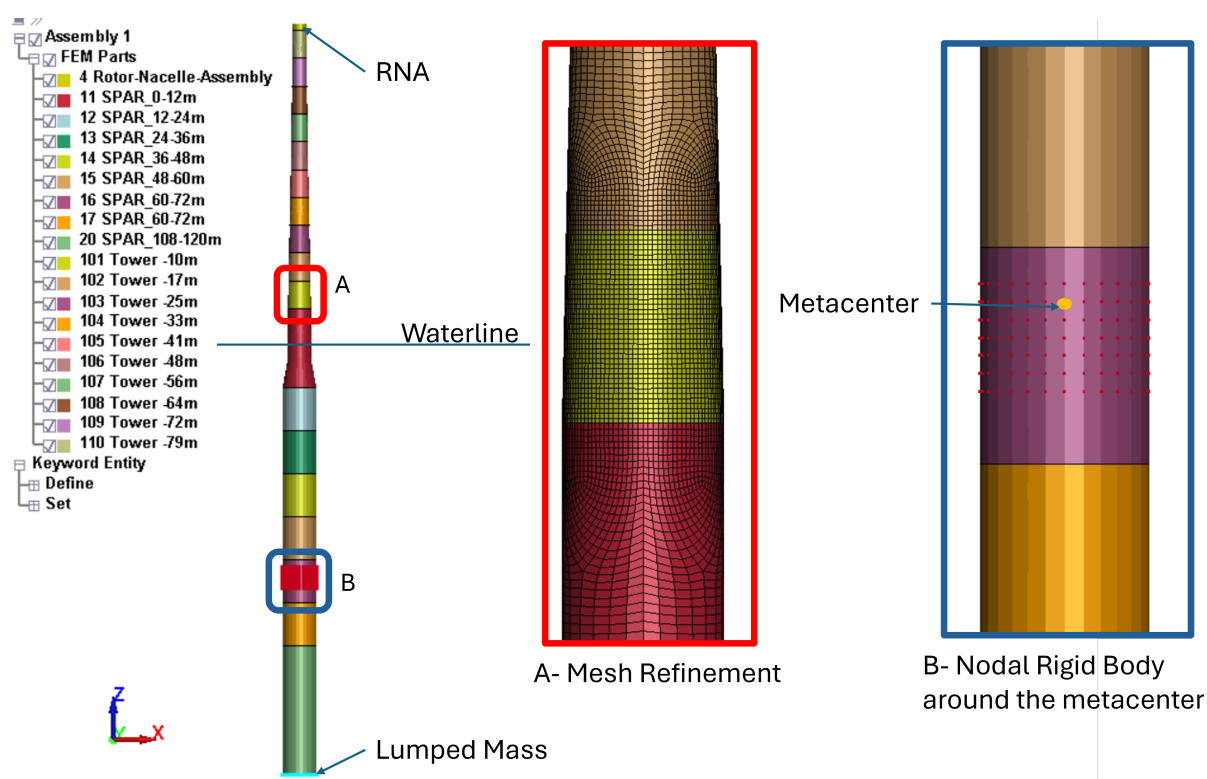 Assembly 1
FEM Parts
4 Rotor-Nacelle-Assembly
11 SPAR_0-12m
12 SPAR_12-24m
13 SPAR_24-36m
14 SPAR_36-48m
15 SPAR_48-60m
16 SPAR_60-72m
17 SPAR_60-72m
20 SPAR_108-120m
101 Tower -10m
102 Tower -17m
103 Tower -25m
104 Tower -33m
105 Tower -41m
106 Tower -48m
107 Tower -56m
108 Tower -64m
109 Tower -72m
110 Tower -79m
Keyword Entity
Define
Set
RNA
A
Waterline
B
Lumped Mass
Z
Y
X
A- Mesh Refinement
Metacenter
B- Nodal Rigid Body
around the metacenter